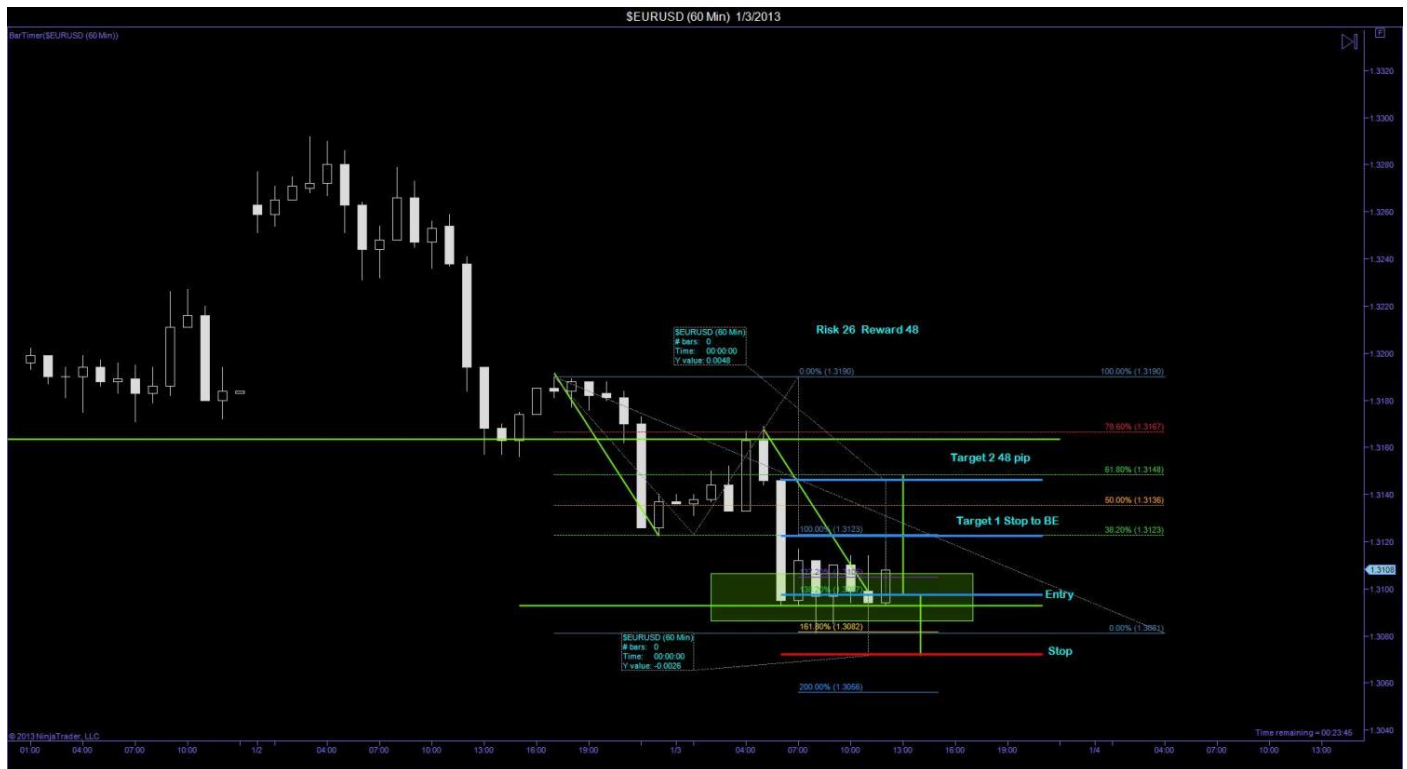 $EURUSD (60 Min) 1/3/2013
BarTimer($EURUSD (60 Min))
F
1.3320
1.3300
1.3280
1.3260
1.3240
1.3220
Risk 26 Reward 48
$EURUSD (60 Min)
# bars: 0
Time: 00:00:00
Y value: 0.0048
1.3200
0.00% (1.3190)
100.00% (1.3190)
1.3180
78.60% (1.3167)
1.3160
Target 2 48 pip
61.80% (1.3148)
1.3140
50.00% (1.3136)
Target 1 Stop to BE
100.00% (1.3123)
38.20% (1.3123)
1.3120
1.3108
1.3100
Entry
161.80% (1.3082)
0.00% (1.3081)
1.3080
$EURUSD (60 Min)
# bars: 0
Time: 00:00:00
Y value: -0.0026
Stop
1.3060
200.00% (1.3056)
1.3040
© 2013 NinjaTrader, LLC
Time remaining = 00:23:45
01:00 04:00 07:00 10:00 1/2 04:00 07:00 10:00 13:00 16:00 19:00 1/3 04:00 07:00 10:00 13:00 16:00 19:00 1/4 04:00 07:00 10:00 13:00